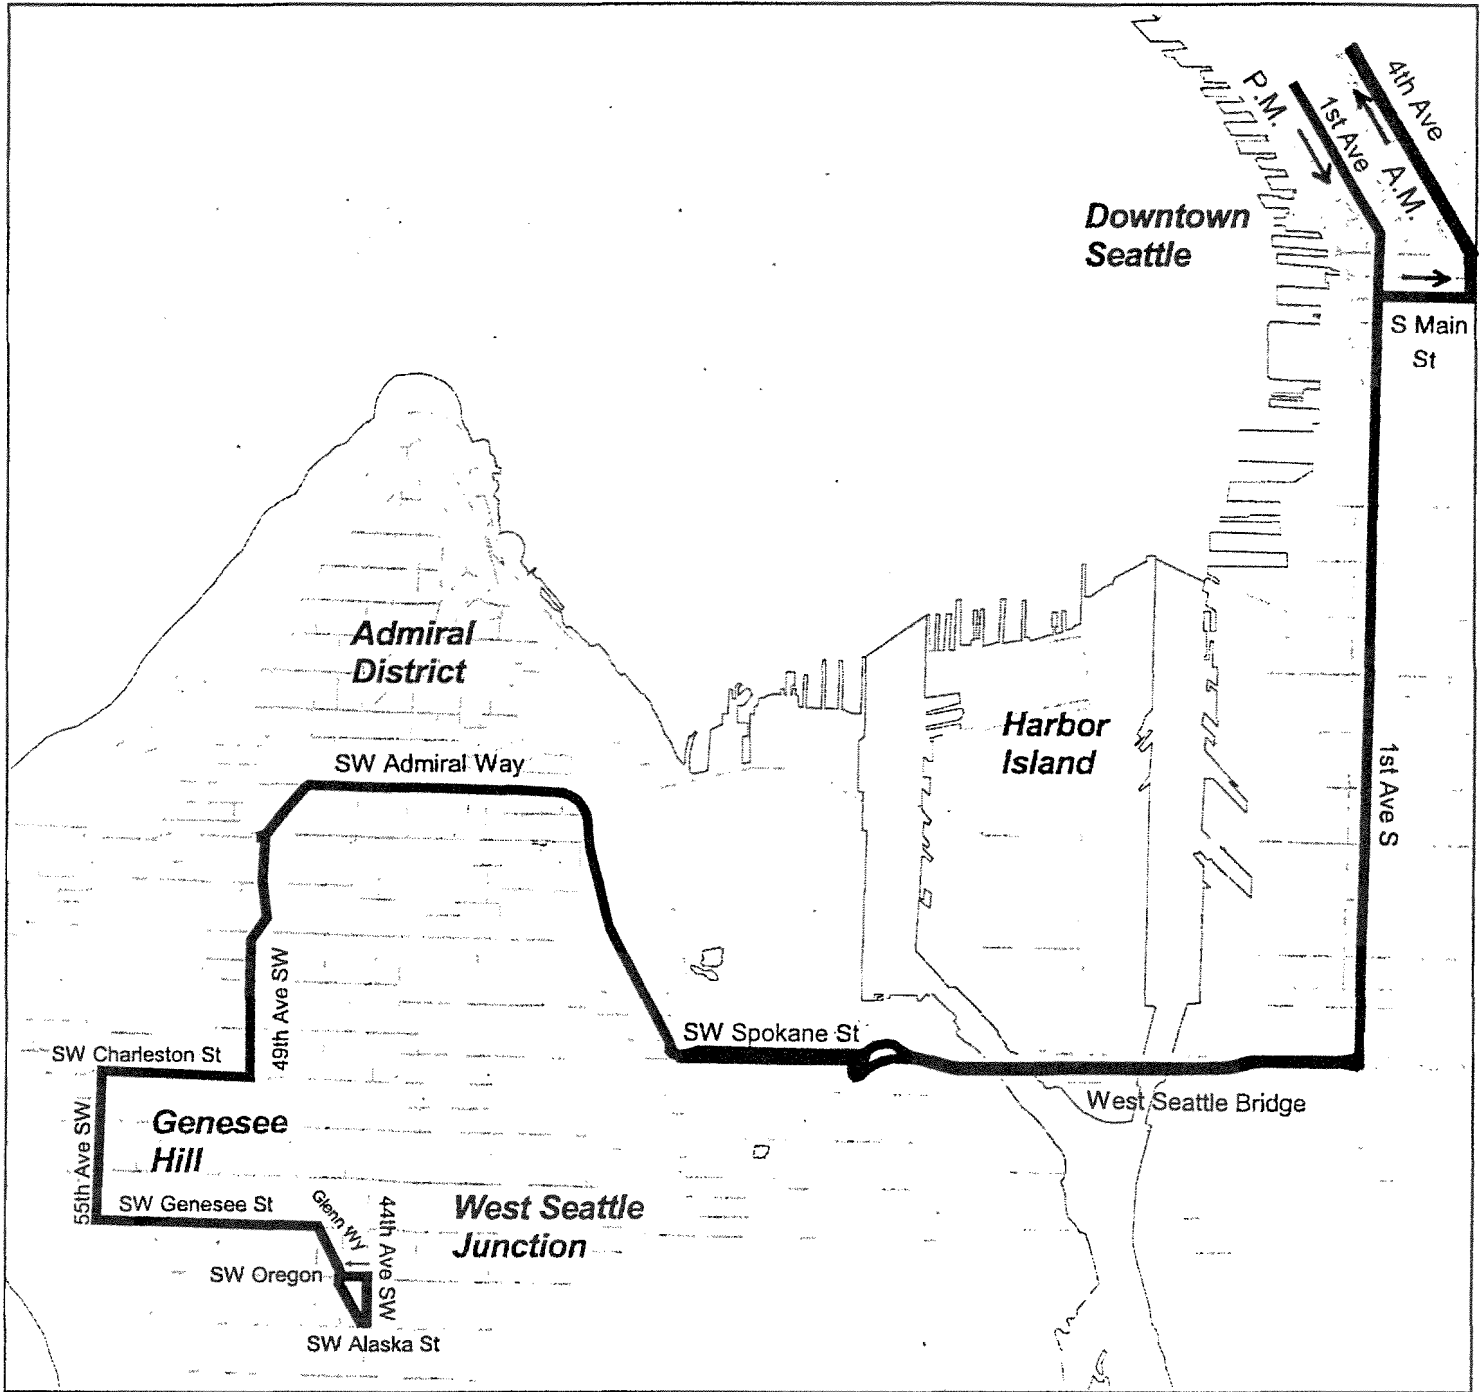 4th Ave
P.M.
1st Ave
A.M.
Downtown
Seattle
S Main
St
Admiral
District
SW Admiral Way
Harbor
Island
1st Ave S
49th Ave SW
SW Spokane St
SW Charleston St
West Seattle Bridge
Genesee
Hill
55th Ave SW
SW Genesee St
Glenn WY
44th Ave SW
West Seattle
Junction
SW Oregon
SW Alaska St